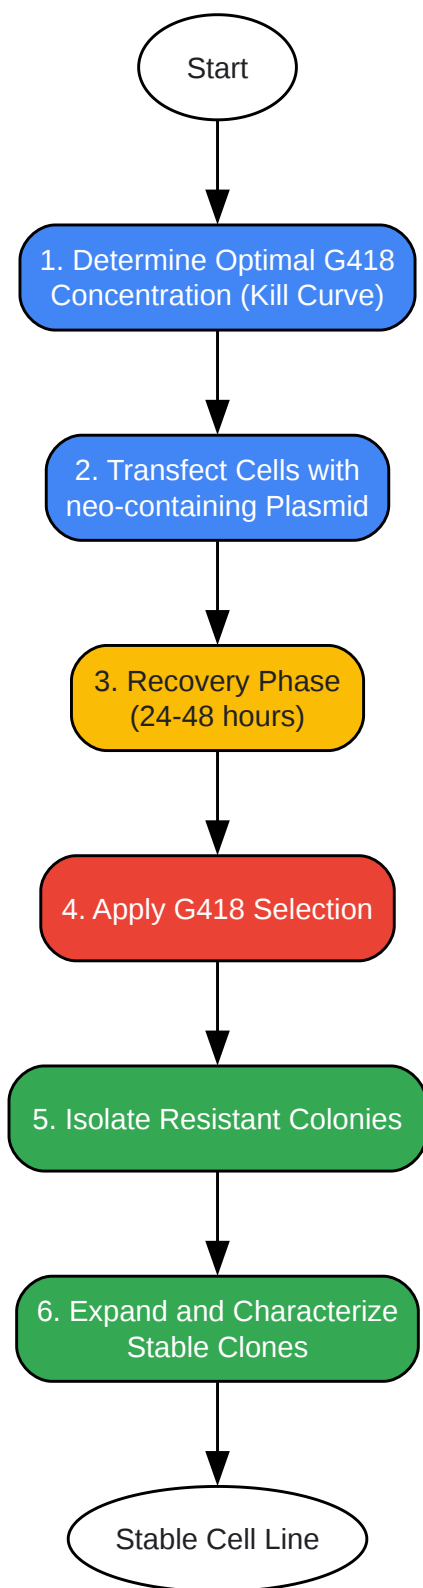 Start
1. Determine Optimal G418
Concentration (Kill Curve)
2. Transfect Cells with
neo-containing Plasmid
3. Recovery Phase
(24-48 hours)
4. Apply G418 Selection
5. Isolate Resistant Colonies
6. Expand and Characterize
Stable Clones
Stable Cell Line